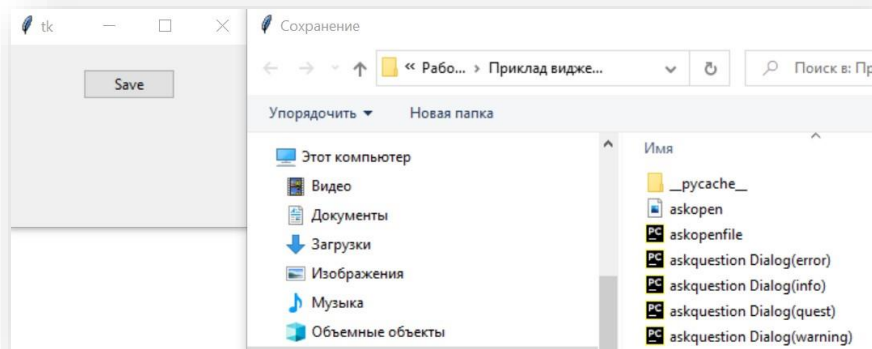 tk
Save
Сохранение
« Рабо... › Приклад видже...
Поиск в: Пр
Упорядочить
Новая папка
Этот компьютер
Видео
Документы
Загрузки
Изображения
Музыка
Объемные объекты
Имя
__pycache__
askopen
askopenfile
askquestion Dialog(error)
askquestion Dialog(info)
askquestion Dialog(quest)
askquestion Dialog(warning)